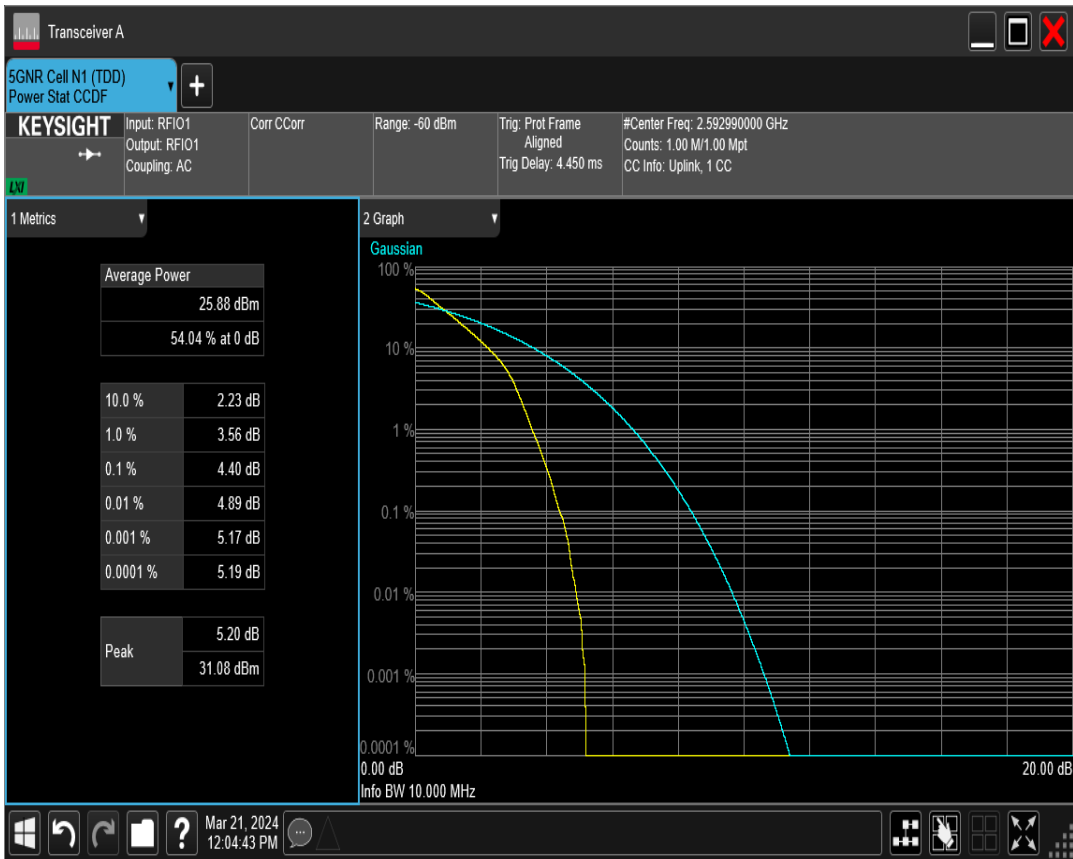 Transceiver A
5GNR Cell N1 (TDD)
Power Stat CCDF
+
KEYSIGHT
LXI
Input: RFIO1
Output: RFIO1
Coupling: AC
Corr CCorr
Range: -60 dBm
Trig: Prot Frame
Aligned
Trig Delay: 4.450 ms
#Center Freq: 2.592990000 GHz
Counts: 1.00 M/1.00 Mpt
CC Info: Uplink, 1 CC
1 Metrics
Average Power
25.88 dBm
54.04 % at 0 dB
10.0 % 2.23 dB
1.0 % 3.56 dB
0.1 % 4.40 dB
0.01 % 4.89 dB
0.001 % 5.17 dB
0.0001 % 5.19 dB
Peak
5.20 dB
31.08 dBm
2 Graph
Gaussian
100 %
10 %
1 %
0.1 %
0.01 %
0.001 %
0.0001 %
0.00 dB 20.00 dB
Info BW 10.000 MHz
?
Mar 21, 2024
12:04:43 PM